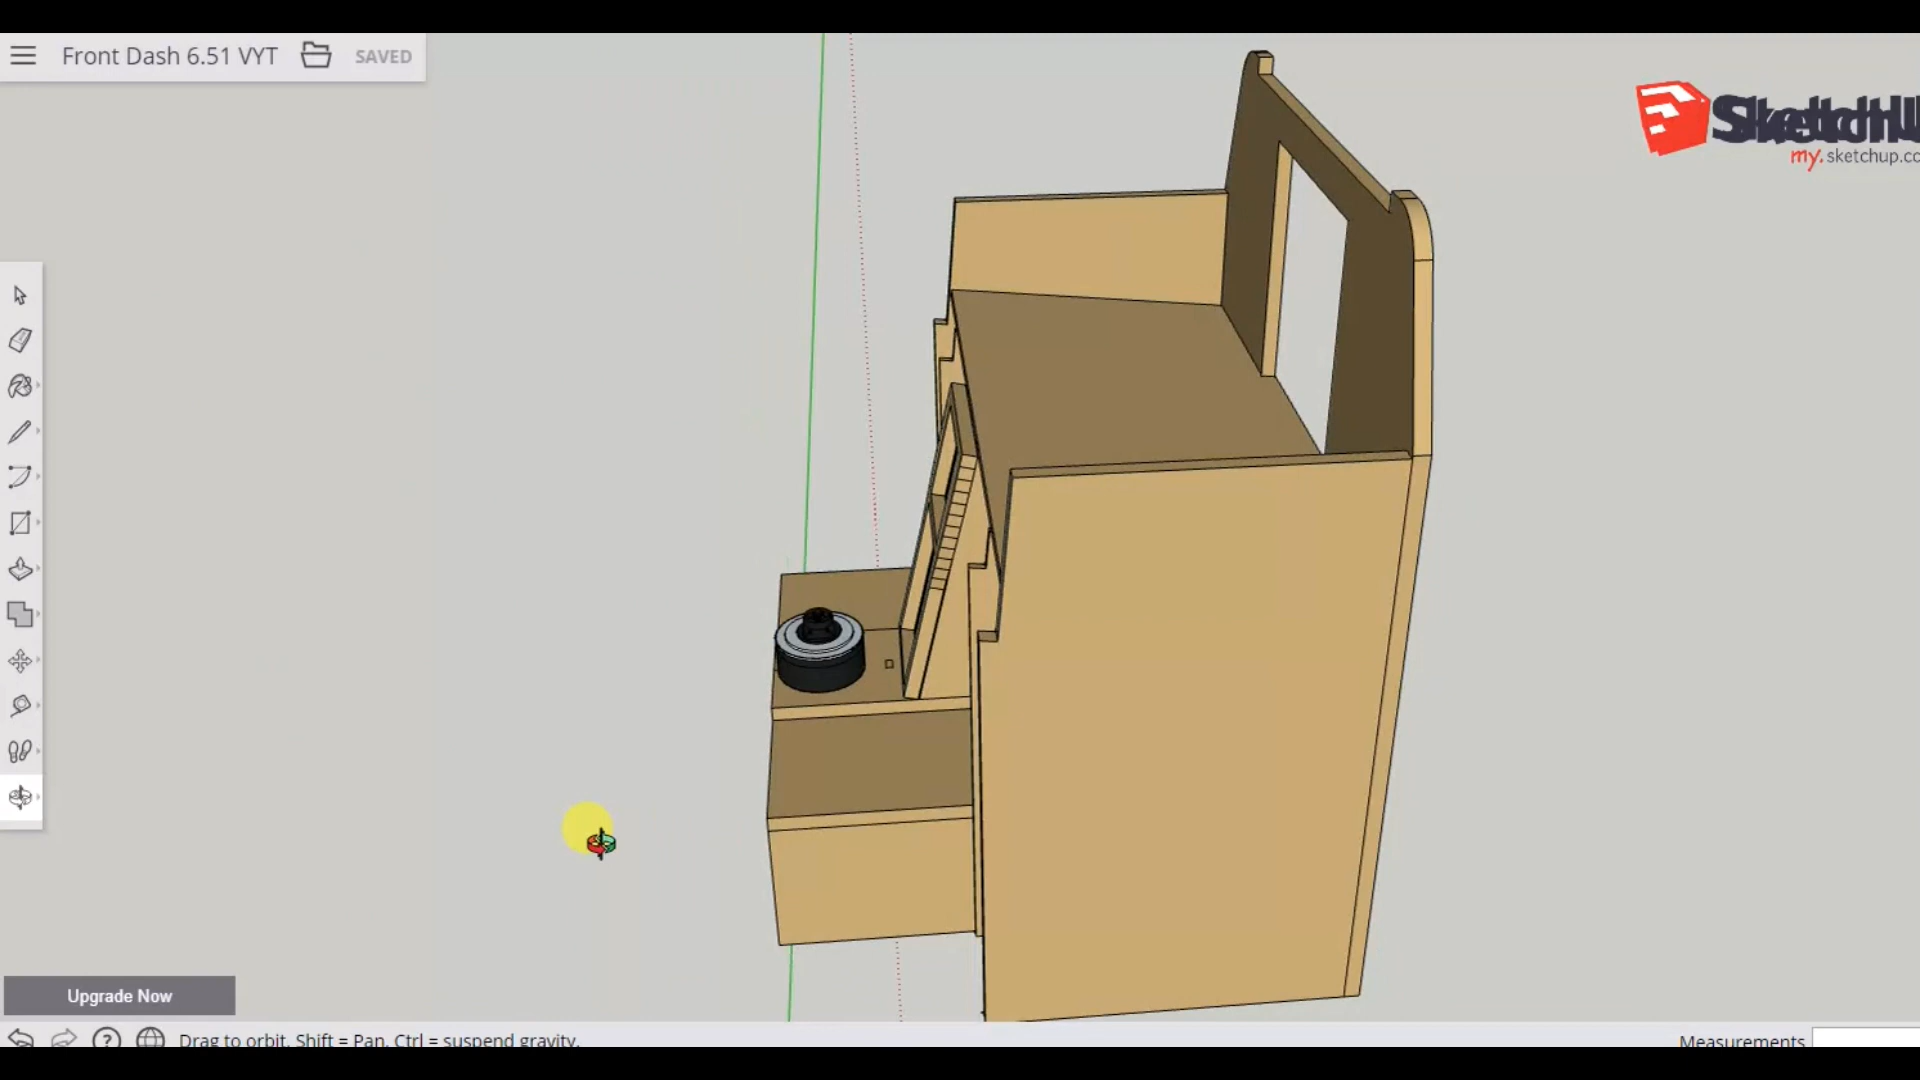 Front Dash 6.51 VYT SAVED
my.sketchup.co
Upgrade Now
? Drag to orbit. Shift = Pan, Ctrl = suspend gravity.
Measurements